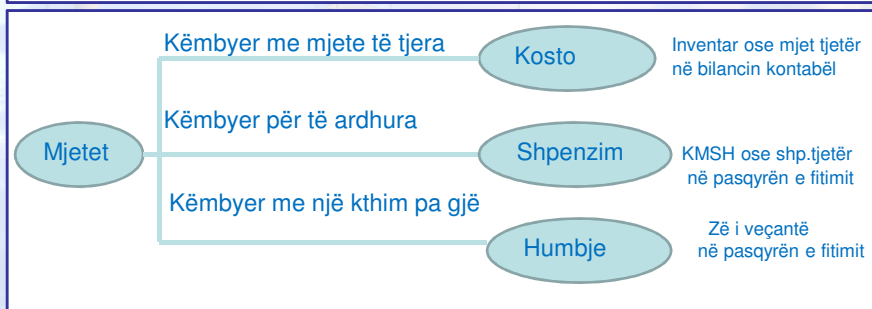 Këmbyer me mjete të tjera
Kosto
Inventar ose mjet tjetër
në bilancin kontabël
Këmbyer për të ardhura
Mjetet
Shpenzim
KMSH ose shp.tjetër
në pasqyrën e fitimit
Këmbyer me një kthim pa gjë
Humbje
Zë i veçantë
në pasqyrën e fitimit